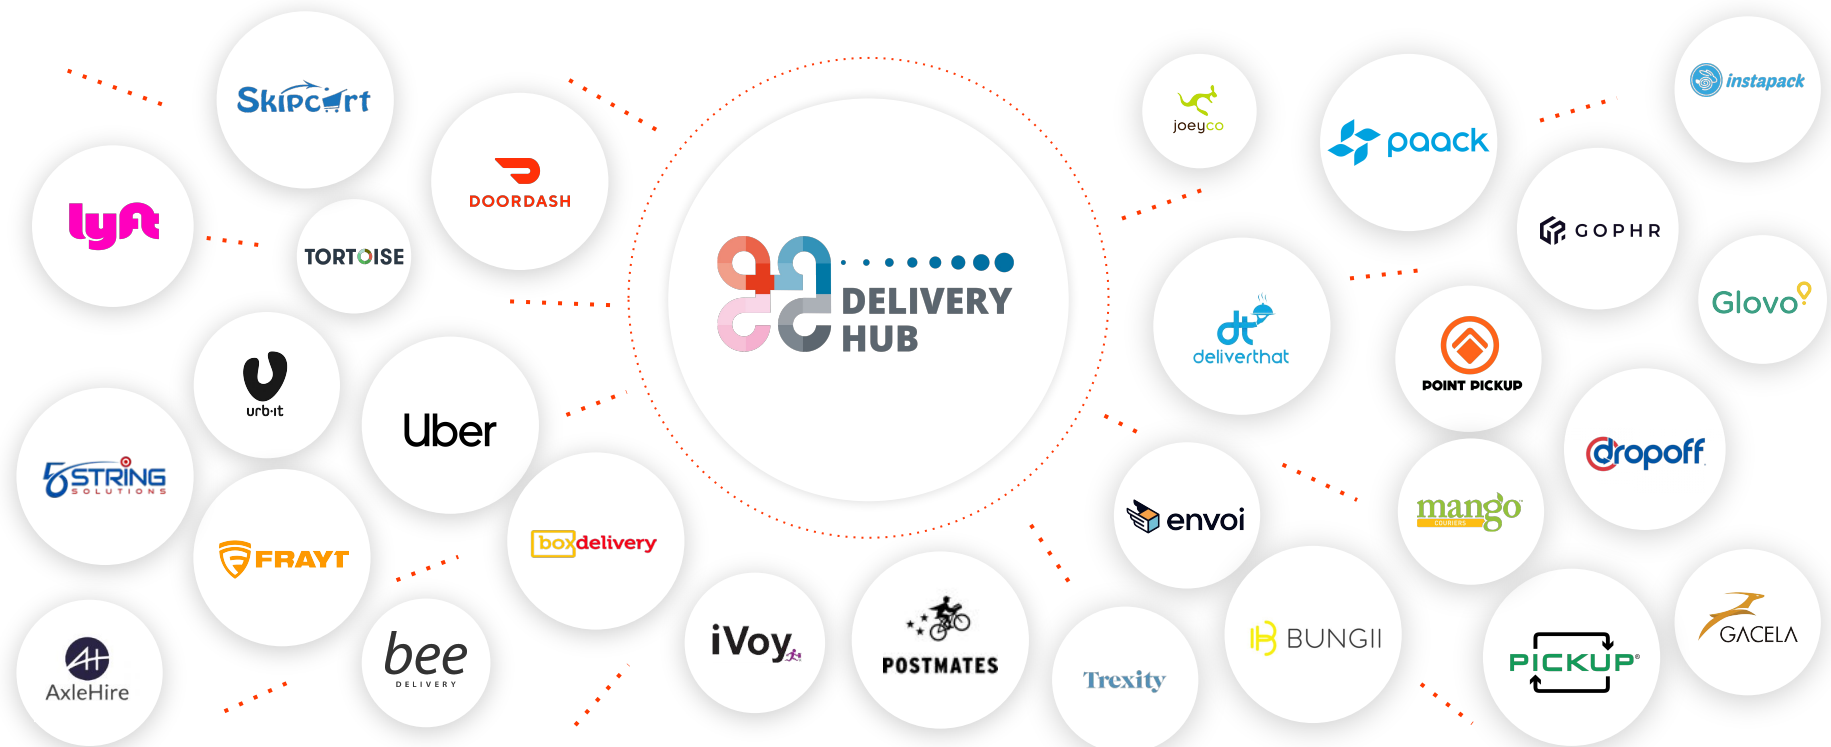 Skipcart
DOORDASH
lyft
TORTOISE
urb-it
Uber
5STRING
SOLUTIONS
FRAYT
boxdelivery
AxleHire
bee
DELIVERY
iVoy
POSTMATES
DELIVERY
HUB
joeyco
paack
instapack
GOPHR
Glovo
dt
deliverthat
POINT PICKUP
dropoff
envoi
mango
COURIERS
Trexity
BUNGII
PICKUP®
GACELA